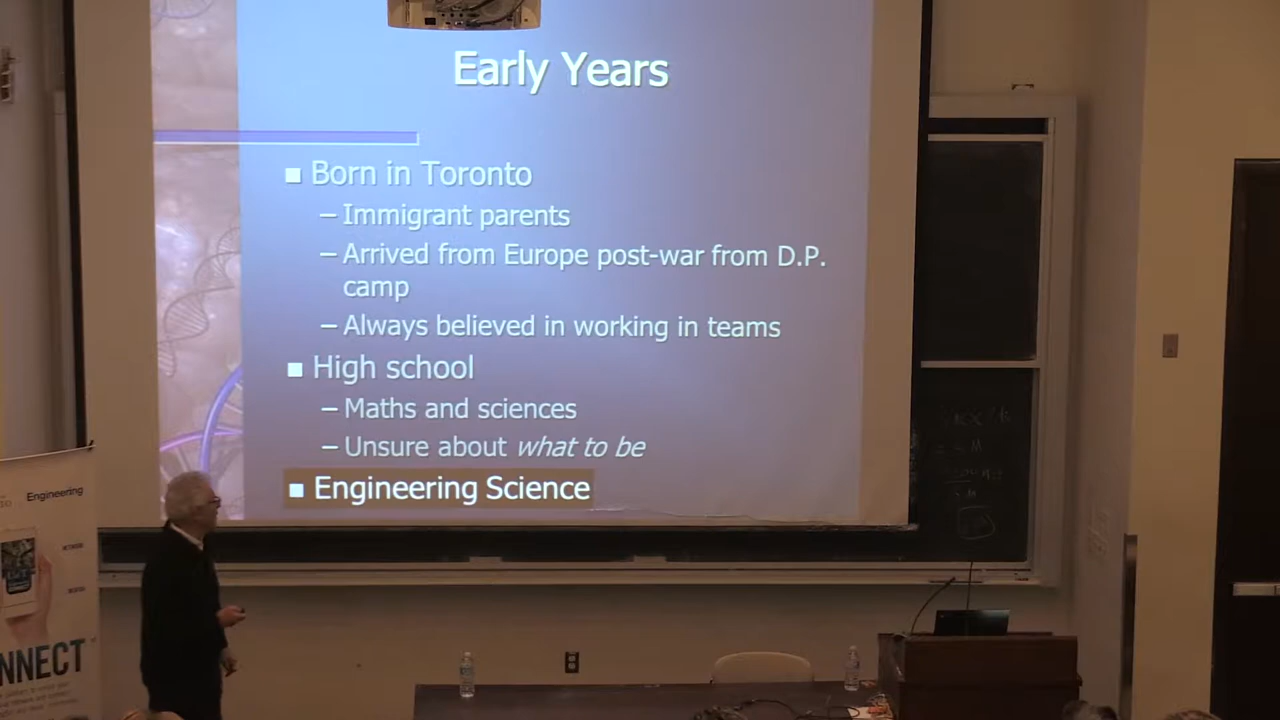 Early Years
■ Born in Toronto
– Immigrant parents
– Arrived from Europe post-war from D.P.
camp
– Always believed in working in teams
■ High school
– Maths and sciences
– Unsure about what to be
■ Engineering Science
Engineering
NNECT